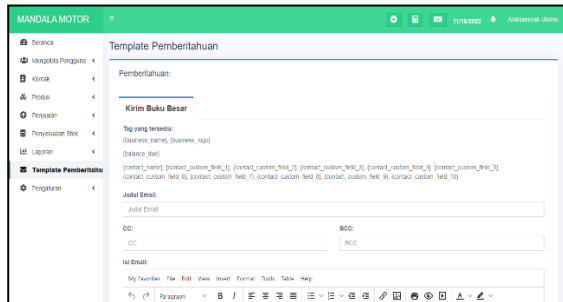 MANDALA MOTOR
11/16/2022
Andriansah Utomo
Beranda
Mengelola Pengguna
Kontak
Produk
Penjualan
Penyesuaian Stok
Laporan
Template Pemberitahu
Pengaturan
Template Pemberitahuan
Pemberitahuan:
Kirim Buku Besar
Tag yang tersedia:
{business_name}, {business_logo}
{balance_due}
{contact_name}, {contact_custom_field_1}, {contact_custom_field_2}, {contact_custom_field_3}, {contact_custom_field_4}, {contact_custom_field_5},
{contact_custom_field_6}, {contact_custom_field_7}, {contact_custom_field_8}, {contact_custom_field_9}, {contact_custom_field_10}
Judul Email:
Judul Email
CC: BCC:
CC BCC
Isi Email:
My Favorites File Edit View Insert Format Tools Table Help
Paragraph B I A